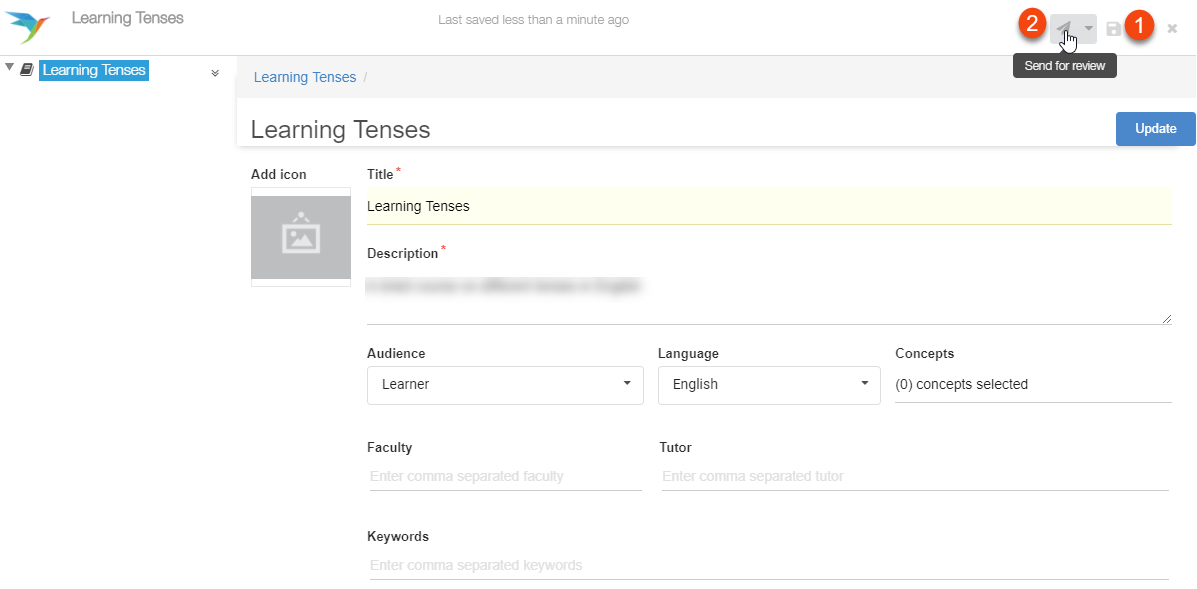 Learning Tenses
Last saved less than a minute ago
2
1
Send for review
Learning Tenses
Learning Tenses /
Learning Tenses
Update
Add icon
Title *
Learning Tenses
Description *
Audience Language Concepts
Learner English (0) concepts selected
Faculty Tutor
Enter comma separated faculty Enter comma separated tutor
Keywords
Enter comma separated keywords